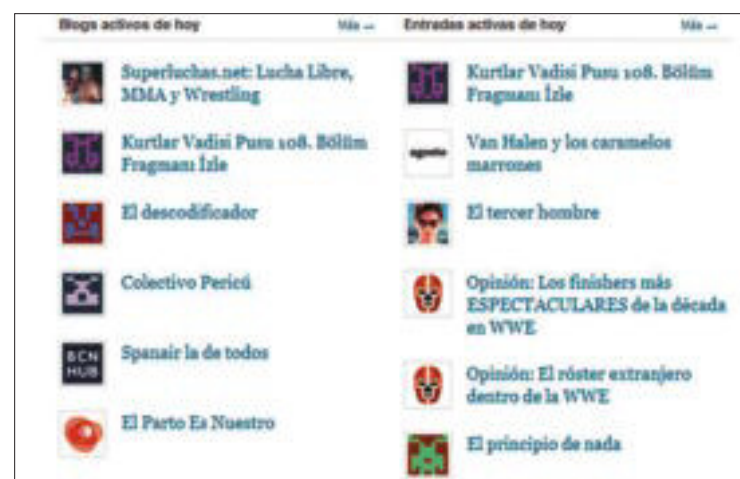 Blogs activos de hoy
Más
Superluchas.net: Lucha Libre,
MMA y Wrestling
Kurtlar Vadisi Pusu 108. Bölüm
Fragmanı İzle
El descodificador
Colectivo Pericú
BCN
HUB
Spanair la de todos
El Parto Es Nuestro
Entradas activas de hoy
Más
Kurtlar Vadisi Pusu 108. Bölüm
Fragmanı İzle
agosto
Van Halen y los caramelos
marrones
El tercer hombre
Opinión: Los finishers más
ESPECTACULARES de la década
en WWE
Opinión: El róster extranjero
dentro de la WWE
El principio de nada